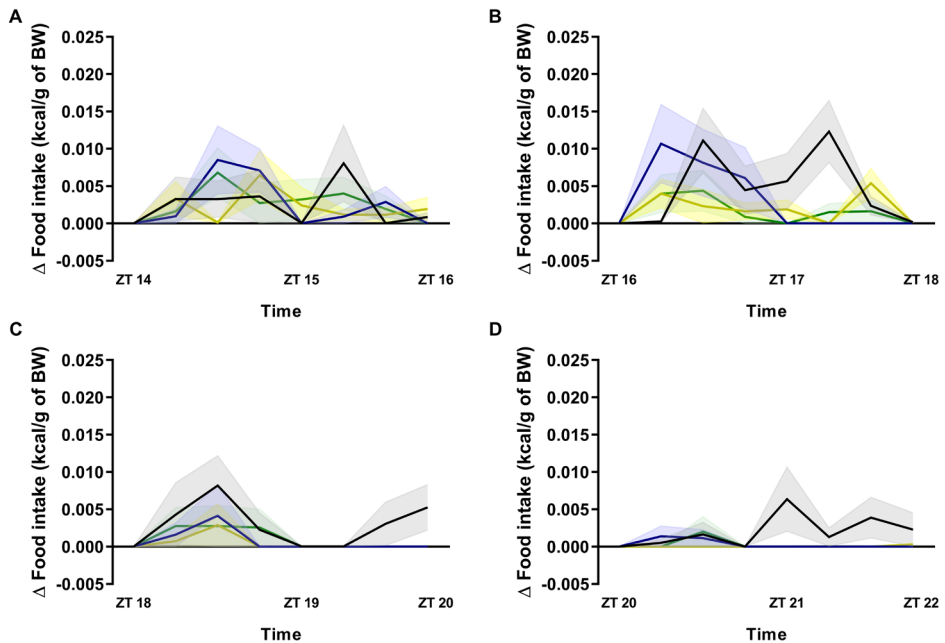 A
Δ Food intake (kcal/g of BW)
0.025
0.020
0.015
0.010
0.005
0.000
-0.005
ZT 14
ZT 15
ZT 16
Time
B
Δ Food intake (kcal/g of BW)
0.025
0.020
0.015
0.010
0.005
0.000
-0.005
ZT 16
ZT 17
ZT 18
Time
C
Δ Food intake (kcal/g of BW)
0.025
0.020
0.015
0.010
0.005
0.000
-0.005
ZT 18
ZT 19
ZT 20
Time
D
Δ Food intake (kcal/g of BW)
0.025
0.020
0.015
0.010
0.005
0.000
-0.005
ZT 20
ZT 21
ZT 22
Time